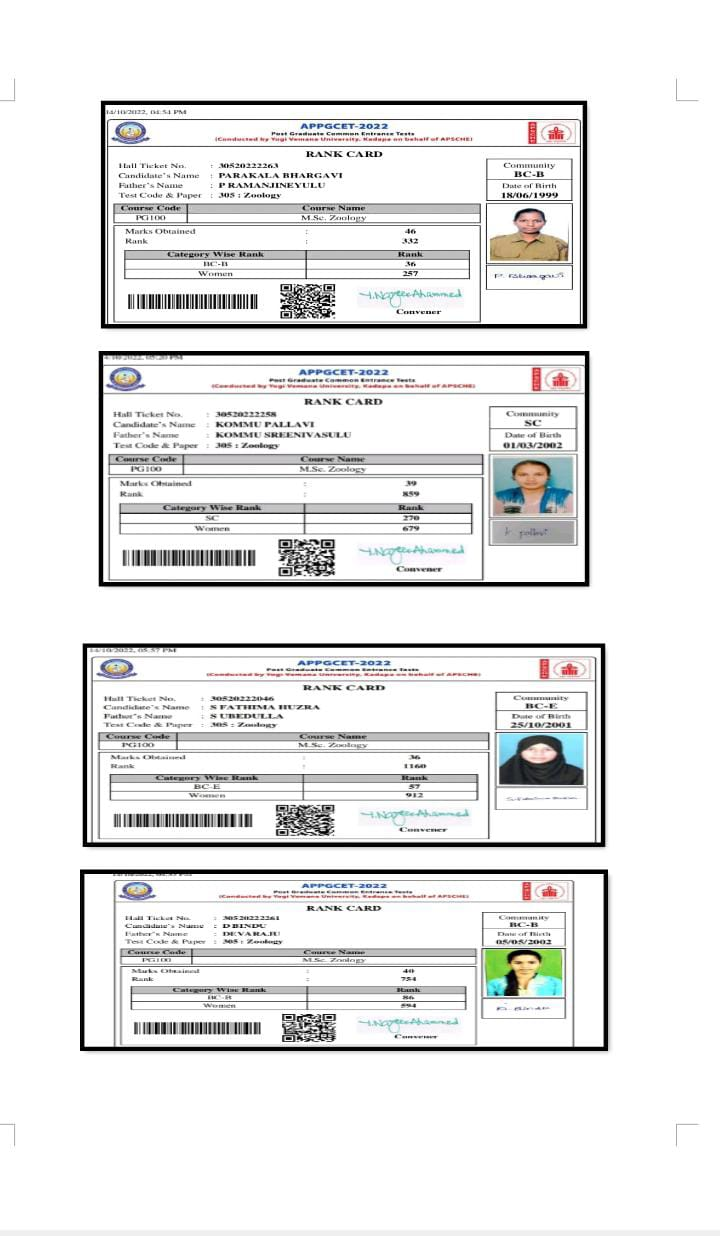 14/10/2022, 04:54 PM
APPGCET-2022
Post Graduate Common Entrance Tests
(Conducted by Yogi Vemana University, Kadapa on behalf of APSCHE)
RANK CARD
Hall Ticket No. : 30520222263
Candidate's Name : PARAKALA BHARGAVI
Father's Name : P RAMANJINEYULU
Test Code & Paper : 305 : Zoology
Community
BC-B
Date of Birth
18/06/1999
Course Code Course Name
PG100 M.Sc. Zoology
Marks Obtained : 46
Rank : 332
Category Wise Rank Rank
BC-B 36
Women 257
P. Bhargavi
Y.NazeerAhammed
Convener
4/10/2022, 05:20 PM
APPGCET-2022
Post Graduate Common Entrance Tests
(Conducted by Yogi Vemana University, Kadapa on behalf of APSCHE)
RANK CARD
Hall Ticket No. : 30520222258
Candidate's Name : KOMMU PALLAVI
Father's Name : KOMMU SREENIVASULU
Test Code & Paper : 305 : Zoology
Community
SC
Date of Birth
01/03/2002
Course Code Course Name
PG100 M.Sc. Zoology
Marks Obtained : 39
Rank : 859
Category Wise Rank Rank
SC 270
Women 679
k. pallavi
Y.NazeerAhammed
Convener
14/10/2022, 05:57 PM
APPGCET-2022
Post Graduate Common Entrance Tests
(Conducted by Yogi Vemana University, Kadapa on behalf of APSCHE)
RANK CARD
Hall Ticket No. : 30520222046
Candidate's Name : S FATHIMA HUZRA
Father's Name : S UBEDULLA
Test Code & Paper : 305 : Zoology
Community
BC-E
Date of Birth
25/10/2001
Course Code Course Name
PG100 M.Sc. Zoology
Marks Obtained : 36
Rank : 1160
Category Wise Rank Rank
BC-E 57
Women 912
Y.NazeerAhammed
Convener
APPGCET-2022
Post Graduate Common Entrance Tests
(Conducted by Yogi Vemana University, Kadapa on behalf of APSCHE)
RANK CARD
Hall Ticket No. : 30520222261
Candidate's Name : D BINDU
Father's Name : DEVARAJU
Test Code & Paper : 305 : Zoology
Community
BC-B
Date of Birth
05/05/2002
Course Code Course Name
PG100 M.Sc. Zoology
Marks Obtained : 40
Rank : 754
Category Wise Rank Rank
BC-B 86
Women 594
Y.NazeerAhammed
Convener